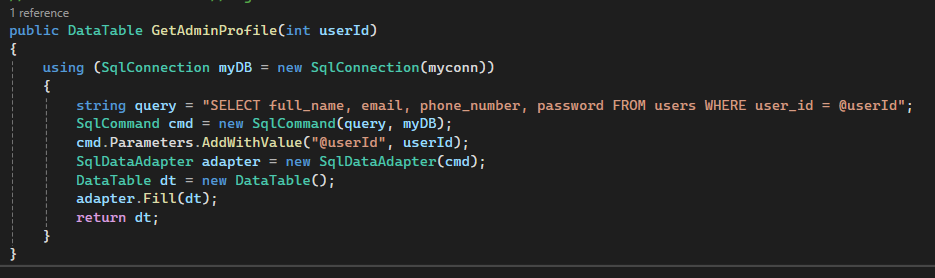 1 reference
public DataTable GetAdminProfile(int userId)
{
using (SqlConnection myDB = new SqlConnection(myconn))
{
string query = "SELECT full_name, email, phone_number, password FROM users WHERE user_id = @userId";
SqlCommand cmd = new SqlCommand(query, myDB);
cmd.Parameters.AddWithValue("@userId", userId);
SqlDataAdapter adapter = new SqlDataAdapter(cmd);
DataTable dt = new DataTable();
adapter.Fill(dt);
return dt;
}
}